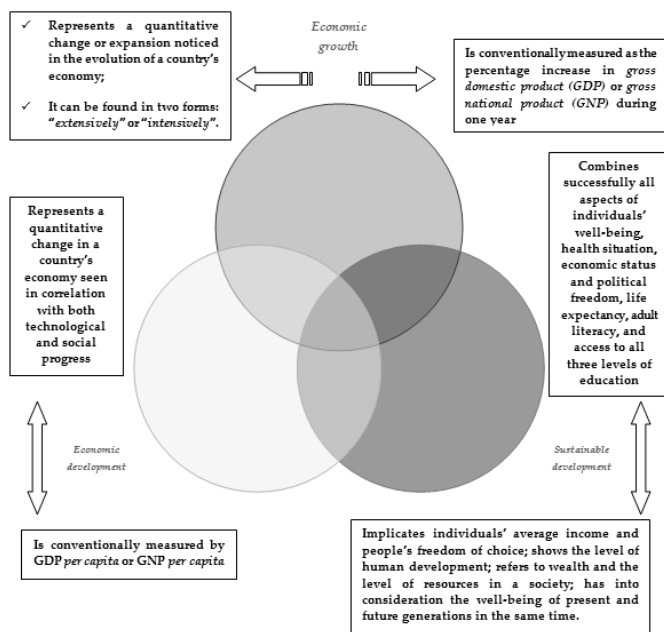 ✓ Represents a quantitative
change or expansion noticed
in the evolution of a country's
economy;
✓ It can be found in two forms:
"extensively" or "intensively".
Economic
growth
Is conventionally measured as the
percentage increase in gross
domestic product (GDP) or gross
national product (GNP) during
one year
Represents a
quantitative
change in a
country's
economy seen
in correlation
with both
technological
and social
progress
Combines
successfully all
aspects of
individuals'
well-being,
health situation,
economic status
and political
freedom, life
expectancy, adult
literacy, and
access to all
three levels of
education
Economic
development
Sustainable
development
Is conventionally measured by
GDP per capita or GNP per capita
Implicates individuals' average income and
people's freedom of choice; shows the level of
human development; refers to wealth and the
level of resources in a society; has into
consideration the well-being of present and
future generations in the same time.